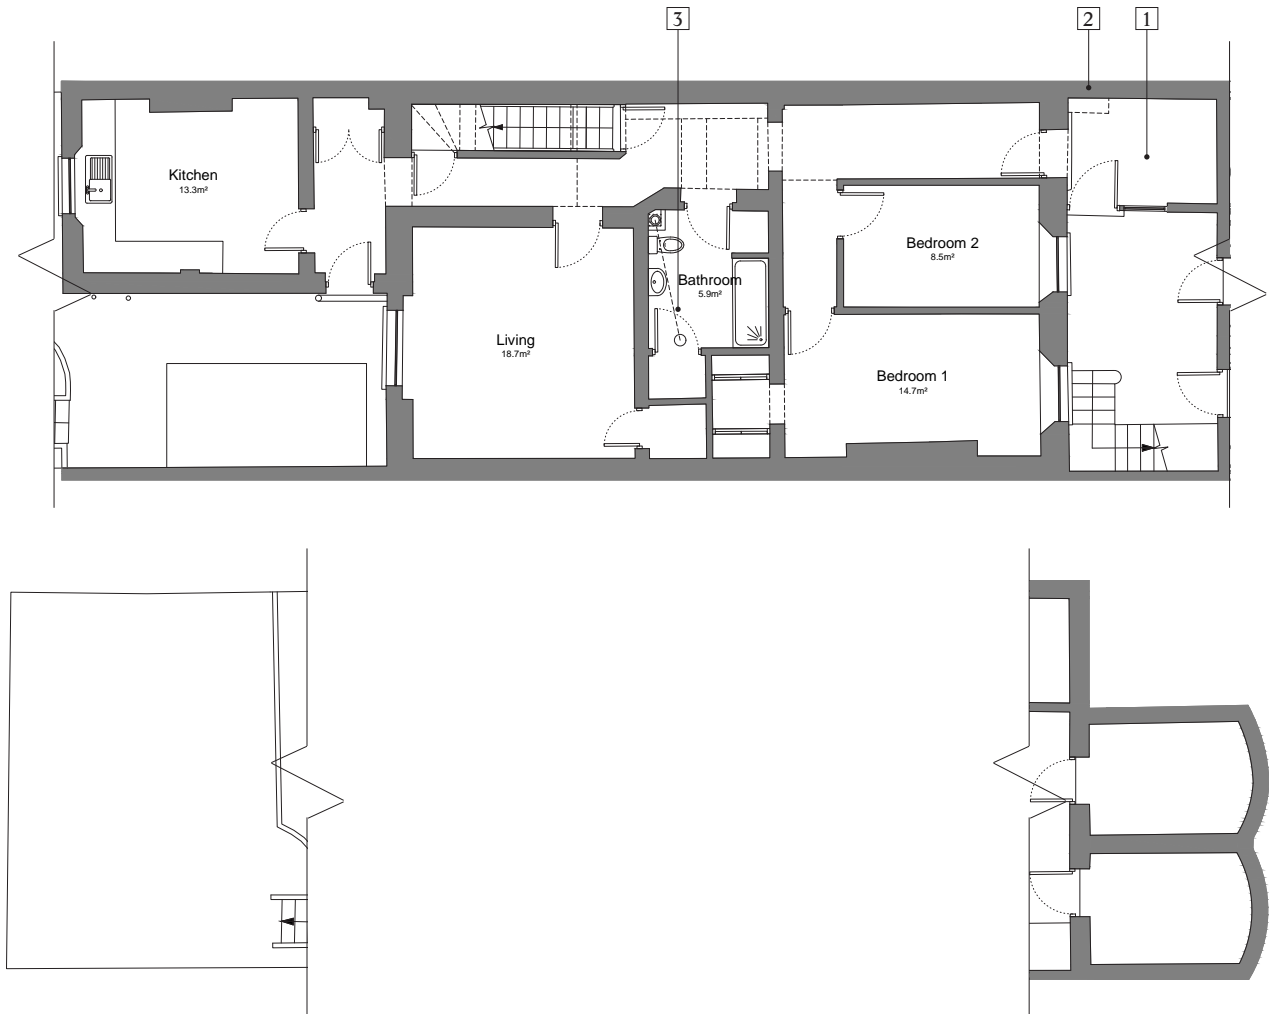 3
2
1
Kitchen
13.3m²
Bedroom 2
8.5m²
Bathroom
5.9m²
Living
18.7m²
Bedroom 1
14.7m²